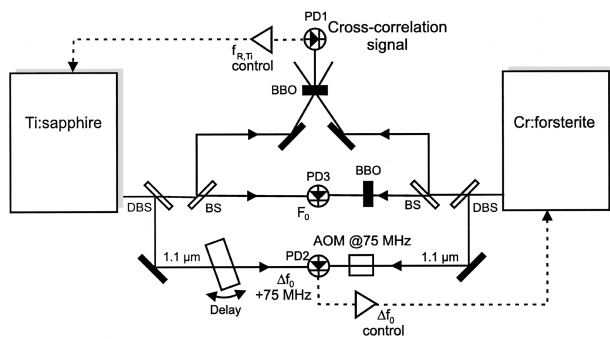 PD1
Cross-correlation
signal
f_R,Ti
control
BBO
Ti:sapphire
Cr:forsterite
PD3
BBO
DBS
BS
F_0
BS
DBS
AOM @75 MHz
PD2
1.1 μm
1.1 μm
Δf_0
+75 MHz
Delay
Δf_0
control